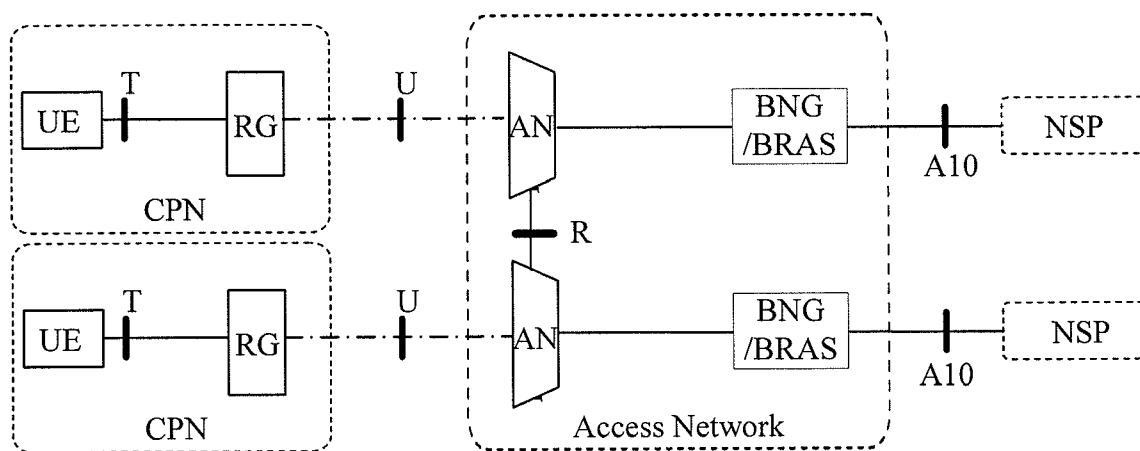 T
U
UE
RG
AN
BNG
/BRAS
A10
NSP
CPN
R
T
U
UE
RG
AN
BNG
/BRAS
A10
NSP
CPN
Access Network